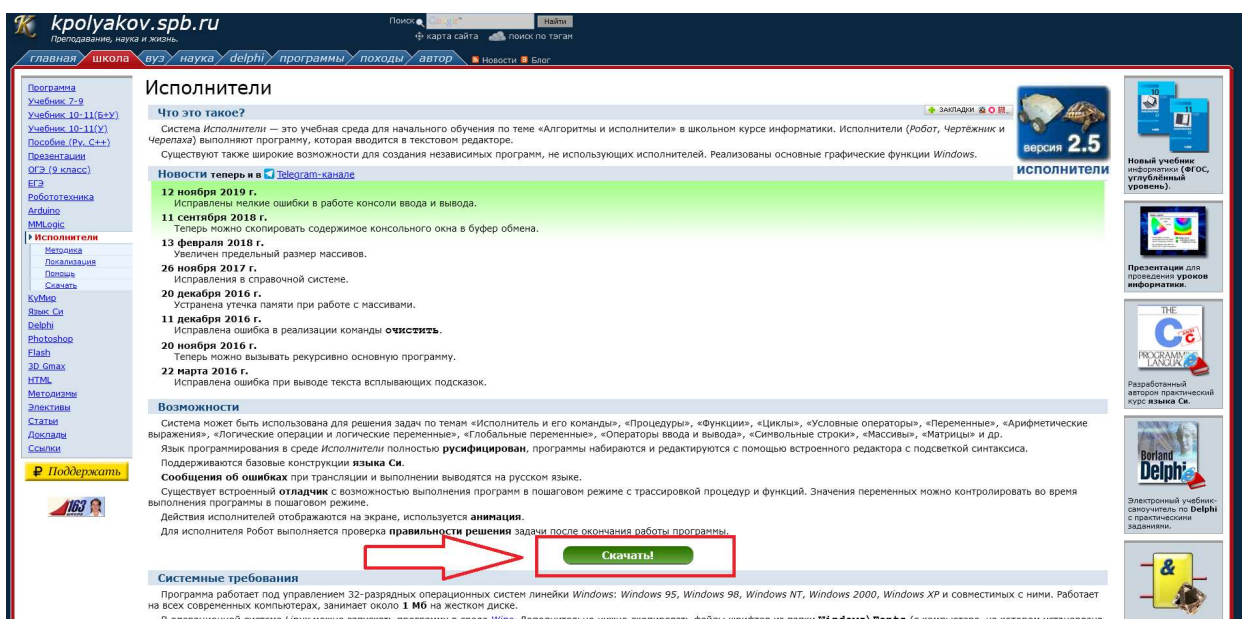 kpolyakov.spb.ru
Преподавание, наука и жизнь.
Поиск
Найти
карта сайта
поиск по тэгам
главная
школа
вуз
наука
delphi
программы
походы
автор
Новости
Блог
Программа
Учебник 7-9
Учебник 10-11(Б+У)
Учебник 10-11(У)
Пособие (Py, C++)
Презентации
ОГЭ (9 класс)
ЕГЭ
Робототехника
Arduino
MMLogic
Исполнители
Методика
Локализация
Помощь
Скачать
КуМир
Язык Си
Delphi
Photoshop
Flash
3D Gmax
HTML
Методизмы
Элективы
Статьи
Доклады
Ссылки
₽ Поддержать
163
Исполнители
Что это такое?
ЗАКЛАДКИ
Система Исполнители — это учебная среда для начального обучения по теме «Алгоритмы и исполнители» в школьном курсе информатики. Исполнители (Робот, Чертёжник и
Черепаха) выполняют программу, которая вводится в текстовом редакторе.
Существуют также широкие возможности для создания независимых программ, не использующих исполнителей. Реализованы основные графические функции Windows.
версия 2.5
исполнители
Новости теперь и в Telegram-канале
12 ноября 2019 г.
Исправлены мелкие ошибки в работе консоли ввода и вывода.
11 сентября 2018 г.
Теперь можно скопировать содержимое консольного окна в буфер обмена.
13 февраля 2018 г.
Увеличен предельный размер массивов.
26 ноября 2017 г.
Исправления в справочной системе.
20 декабря 2016 г.
Устранена утечка памяти при работе с массивами.
11 декабря 2016 г.
Исправлена ошибка в реализации команды очистить.
20 ноября 2016 г.
Теперь можно вызывать рекурсивно основную программу.
22 марта 2016 г.
Исправлена ошибка при выводе текста всплывающих подсказок.
Возможности
Система может быть использована для решения задач по темам «Исполнитель и его команды», «Процедуры», «Функции», «Циклы», «Условные операторы», «Переменные», «Арифметические
выражения», «Логические операции и логические переменные», «Глобальные переменные», «Операторы ввода и вывода», «Символьные строки», «Массивы», «Матрицы» и др.
Язык программирования в среде Исполнители полностью русифицирован, программы набираются и редактируются с помощью встроенного редактора с подсветкой синтаксиса.
Поддерживаются базовые конструкции языка Си.
Сообщения об ошибках при трансляции и выполнении выводятся на русском языке.
Существует встроенный отладчик с возможностью выполнения программ в пошаговом режиме с трассировкой процедур и функций. Значения переменных можно контролировать во время
выполнения программы в пошаговом режиме.
Действия исполнителей отображаются на экране, используется анимация.
Для исполнителя Робот выполняется проверка правильности решения задачи после окончания работы программы.
Скачать!
Системные требования
Программа работает под управлением 32-разрядных операционных систем линейки Windows: Windows 95, Windows 98, Windows NT, Windows 2000, Windows XP и совместимых с ними. Работает
на всех современных компьютерах, занимает около 1 Мб на жестком диске.
10
11
Новый учебник
информатики (ФГОС,
углублённый
уровень).
Презентации для
проведения уроков
информатики.
THE
C
ANSI C
PROGRAMMING
LANGUAGE
Разработанный
автором практический
курс языка Си.
Borland
Delphi
Электронный учебник-
самоучитель по Delphi
с практическими
заданиями.
&